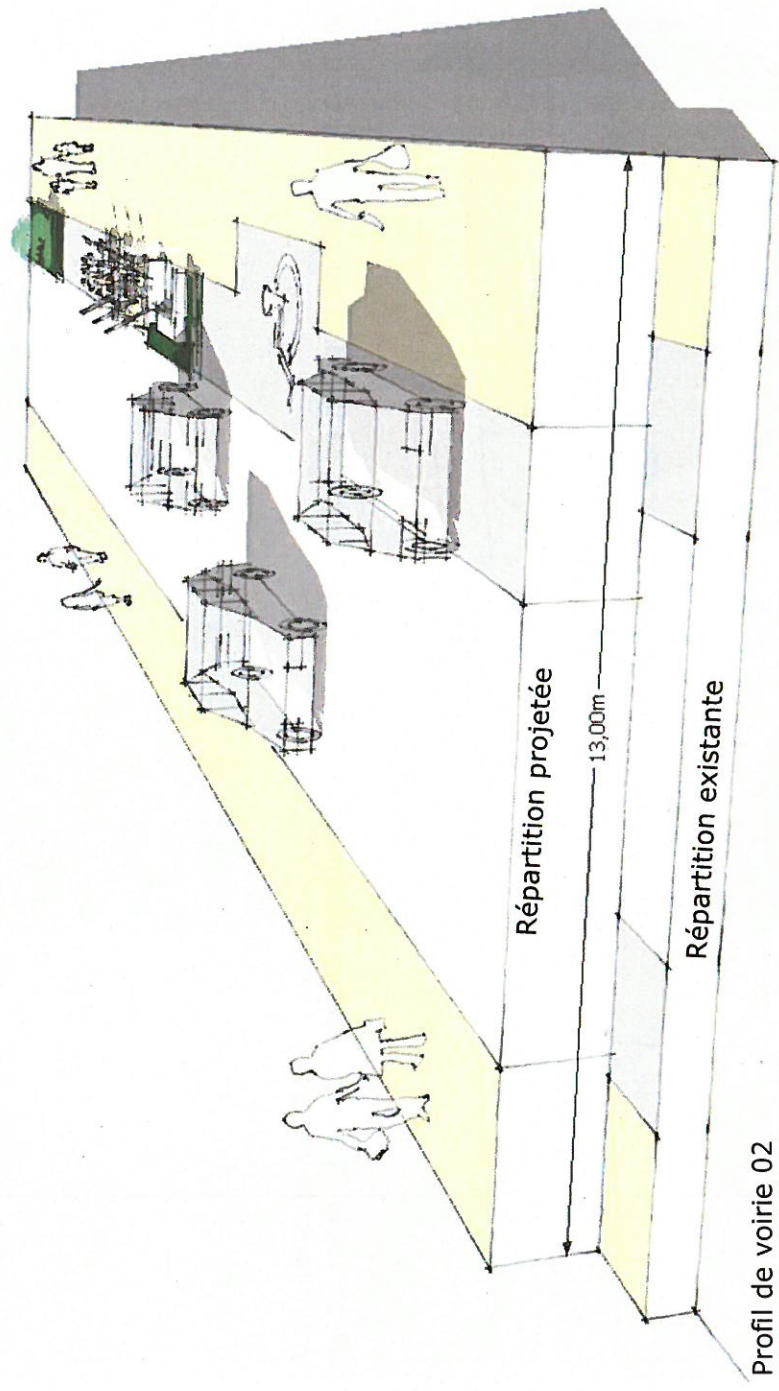 Répartition projetée
13,00m
Répartition existante
Profil de voirie 02